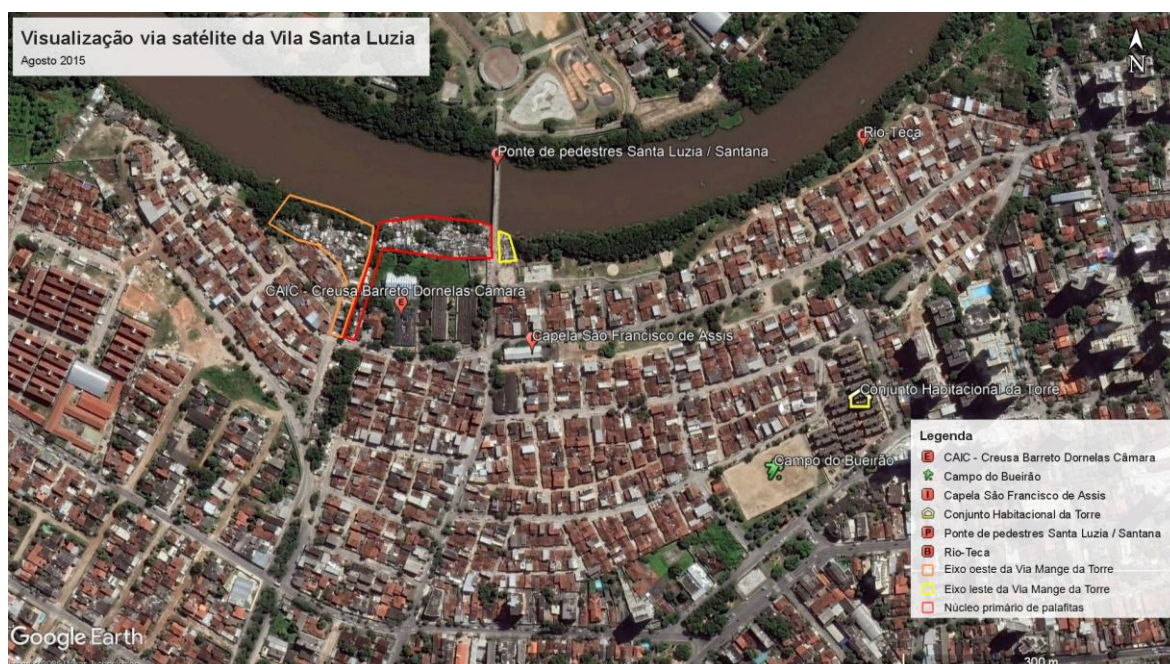 Visualização via satélite da Vila Santa Luzia
Agosto 2015
N
Rio-Teca
Ponte de pedestres Santa Luzia / Santana
CAIC - Creusa Barreto Dornelas Câmara
Capela São Francisco de Assis
Conjunto Habitacional da Torre
Campo do Bueirão
Legenda
E CAIC - Creusa Barreto Dornelas Câmara
Campo do Bueirão
I Capela São Francisco de Assis
Conjunto Habitacional da Torre
P Ponte de pedestres Santa Luzia / Santana
B Rio-Teca
Eixo oeste da Via Mange da Torre
Eixo leste da Via Mange da Torre
Núcleo primário de palafitas
Google Earth
300 m